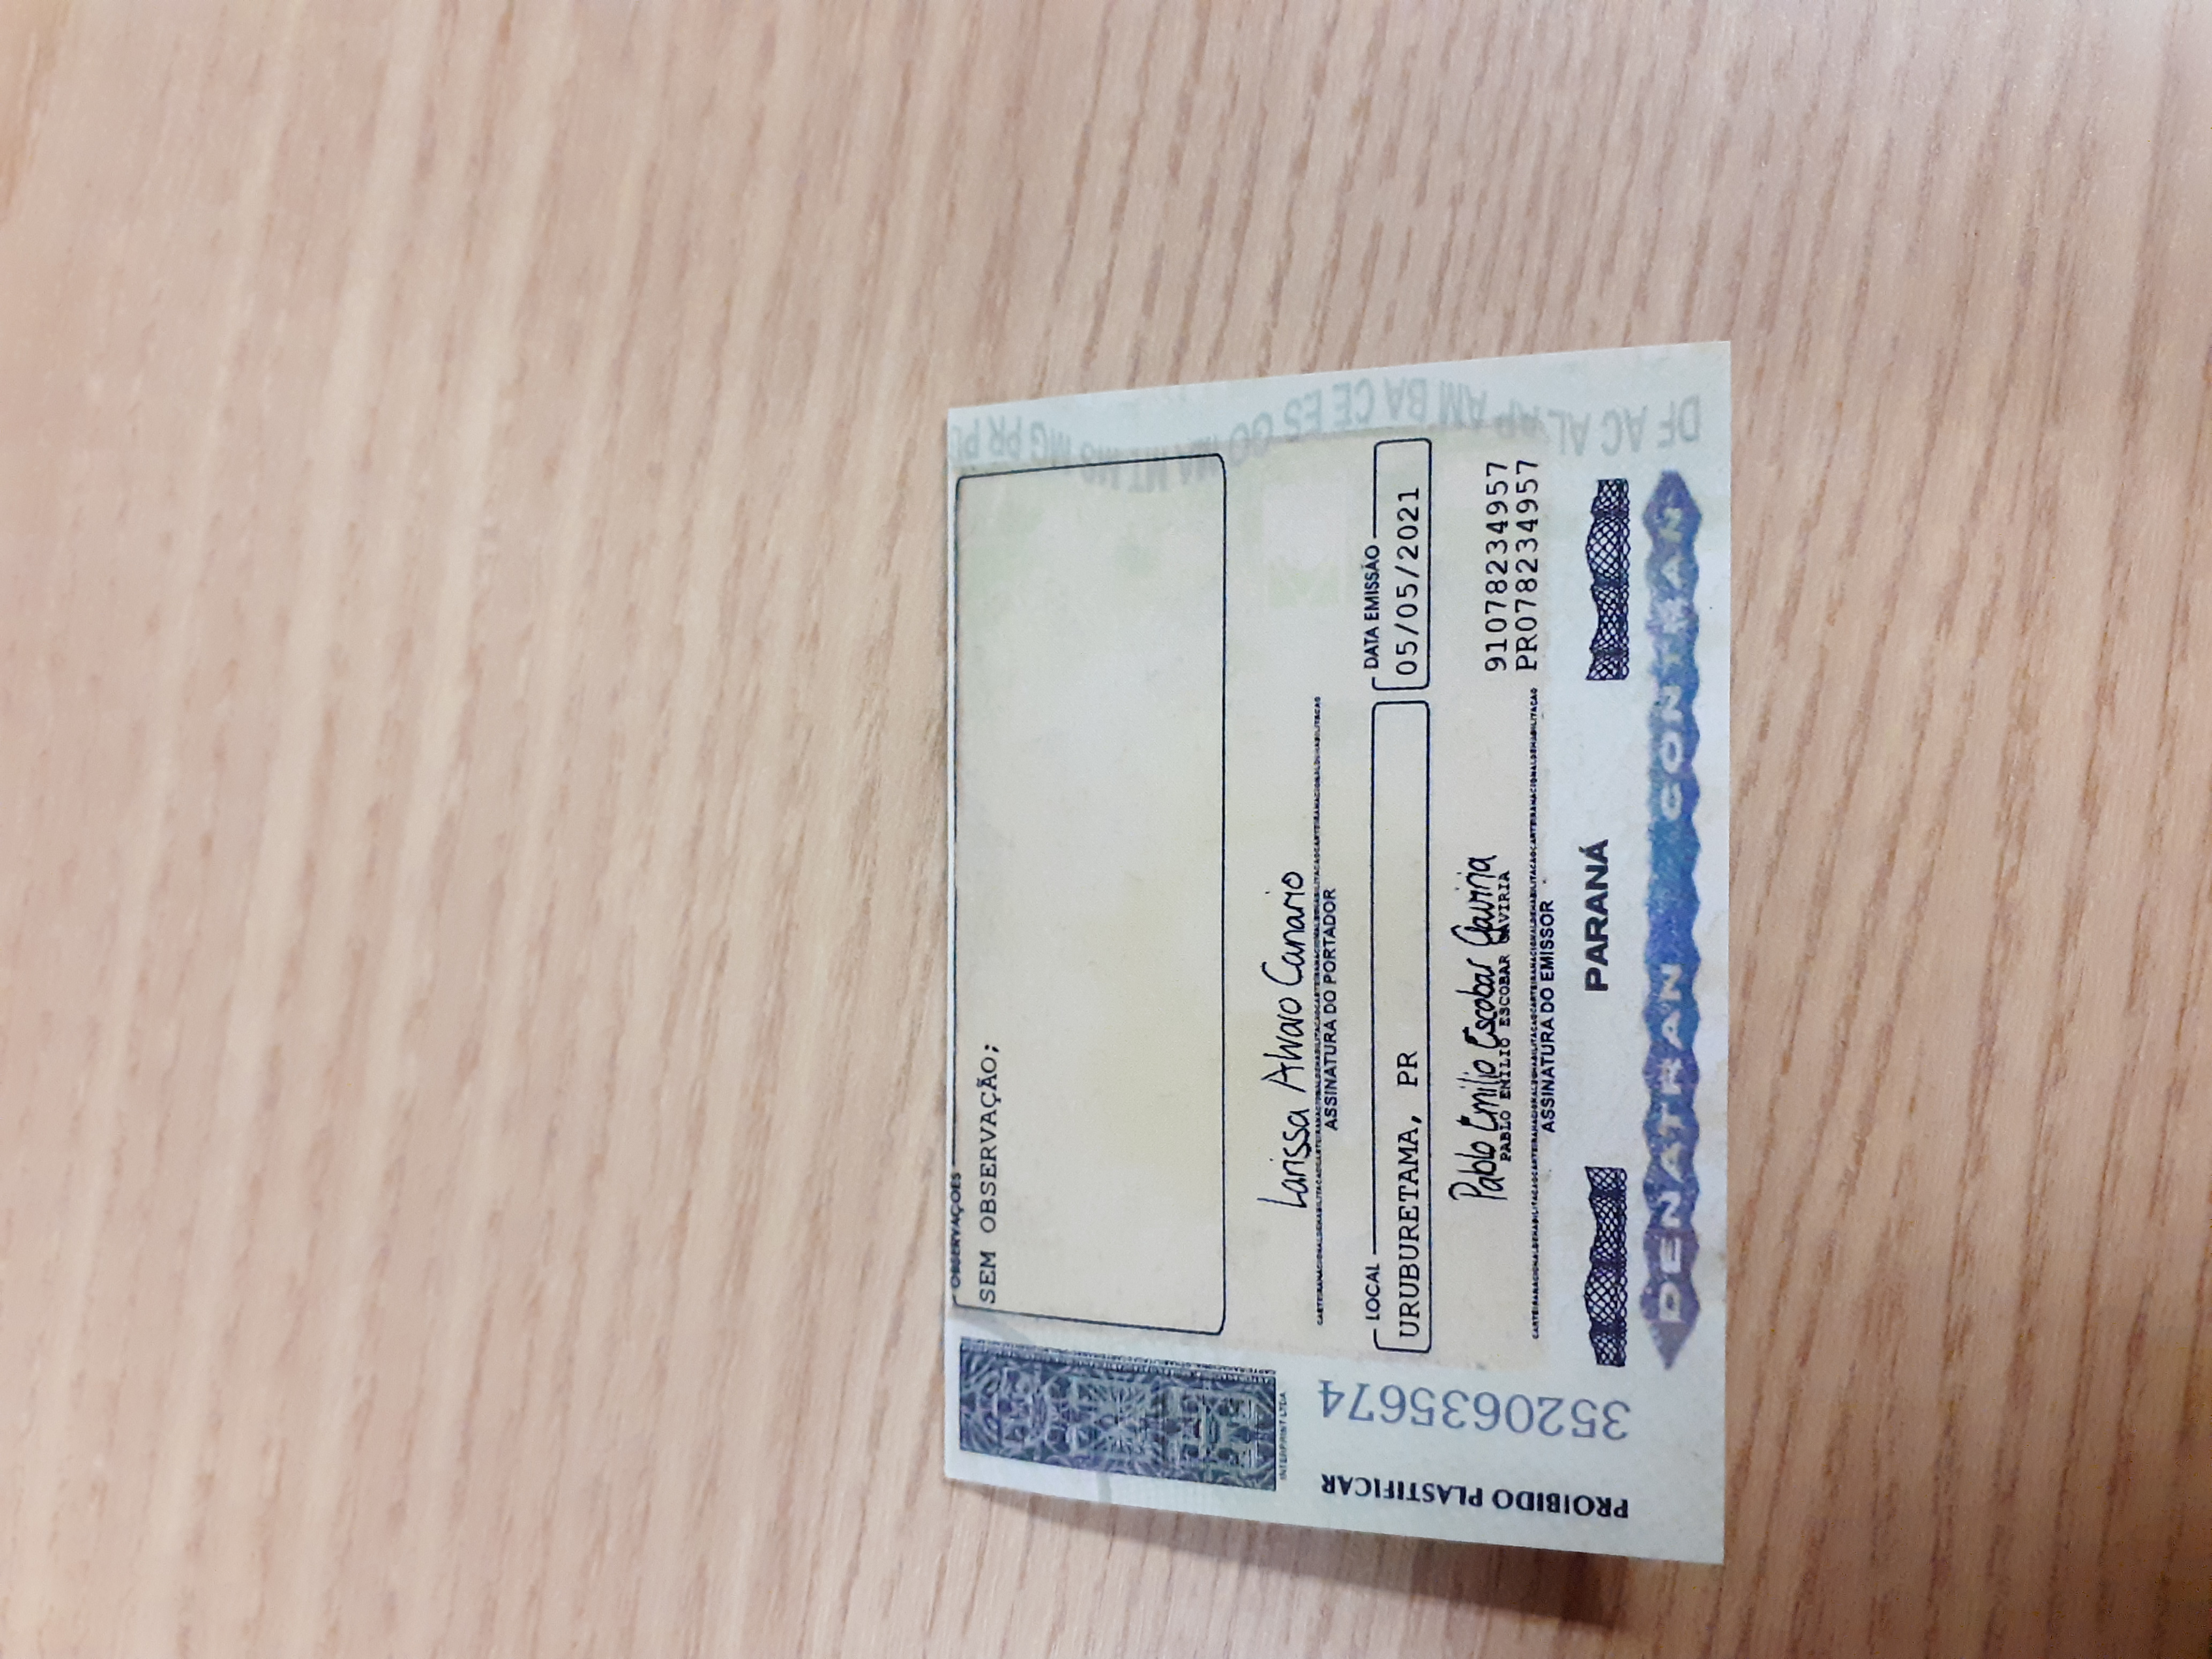 OBSERVAÇÕES
SEM OBSERVAÇÃO;
Larissa Alvaro Canario
ASSINATURA DO PORTADOR
LOCAL
URUBURETAMA, PR
DATA EMISSÃO
05/05/2021
Pablo Emilio Escobar Gaviria
PABLO EMILIO ESCOBAR GAVIRIA
ASSINATURA DO EMISSOR
91078234957
PR078234957
PARANÁ
DENATRAN CONTRAN
INTERPRINT LTDA
3520635674
PROIBIDO PLASTIFICAR
DF AC AL AP AM BA CE ES GO MA MT MS MG PR